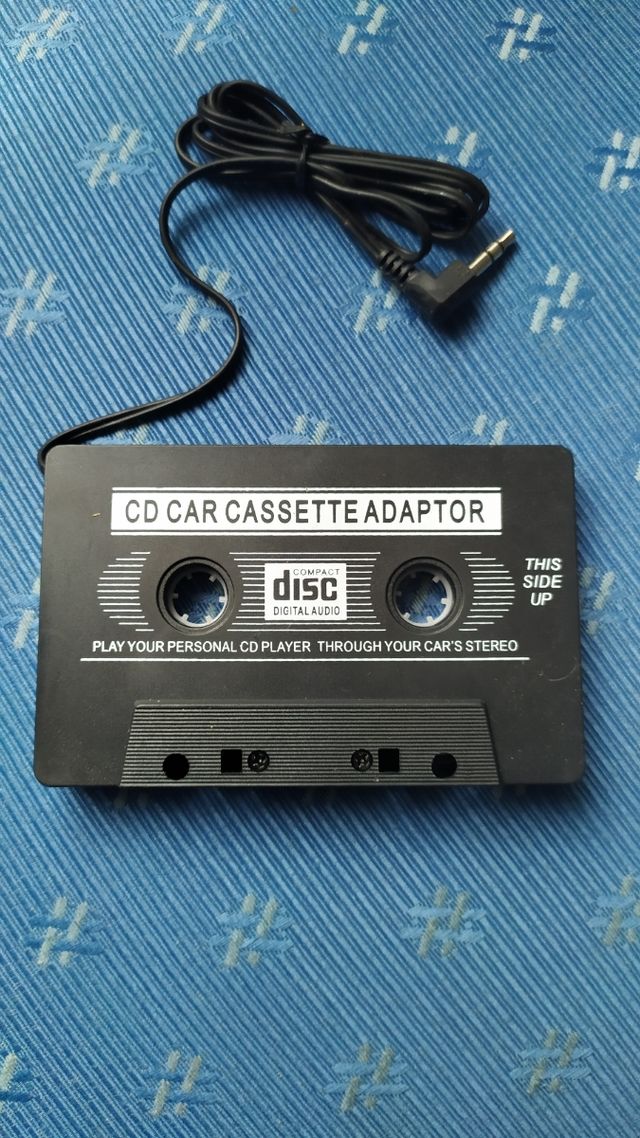 CD CAR CASSETTE ADAPTOR
COMPACT
disc
DIGITAL AUDIO
THIS
SIDE
UP
PLAY YOUR PERSONAL CD PLAYER THROUGH YOUR CAR'S STEREO